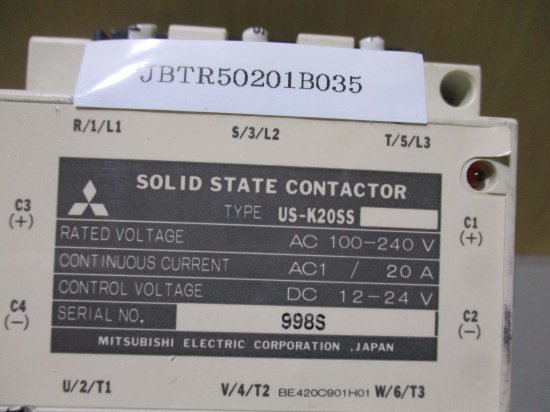 JBTR50201B035
R/1/L1 S/3/L2 T/5/L3
SOLID STATE CONTACTOR
TYPE US-K20SS
C3
(+)
C1
(+)
RATED VOLTAGE AC 100-240 V
CONTINUOUS CURRENT AC1 / 20 A
CONTROL VOLTAGE DC 12-24 V
C4
(-)
C2
(-)
SERIAL NO. 998S
MITSUBISHI ELECTRIC CORPORATION ,JAPAN
U/2/T1 V/4/T2 BE420C901H01 W/6/T3